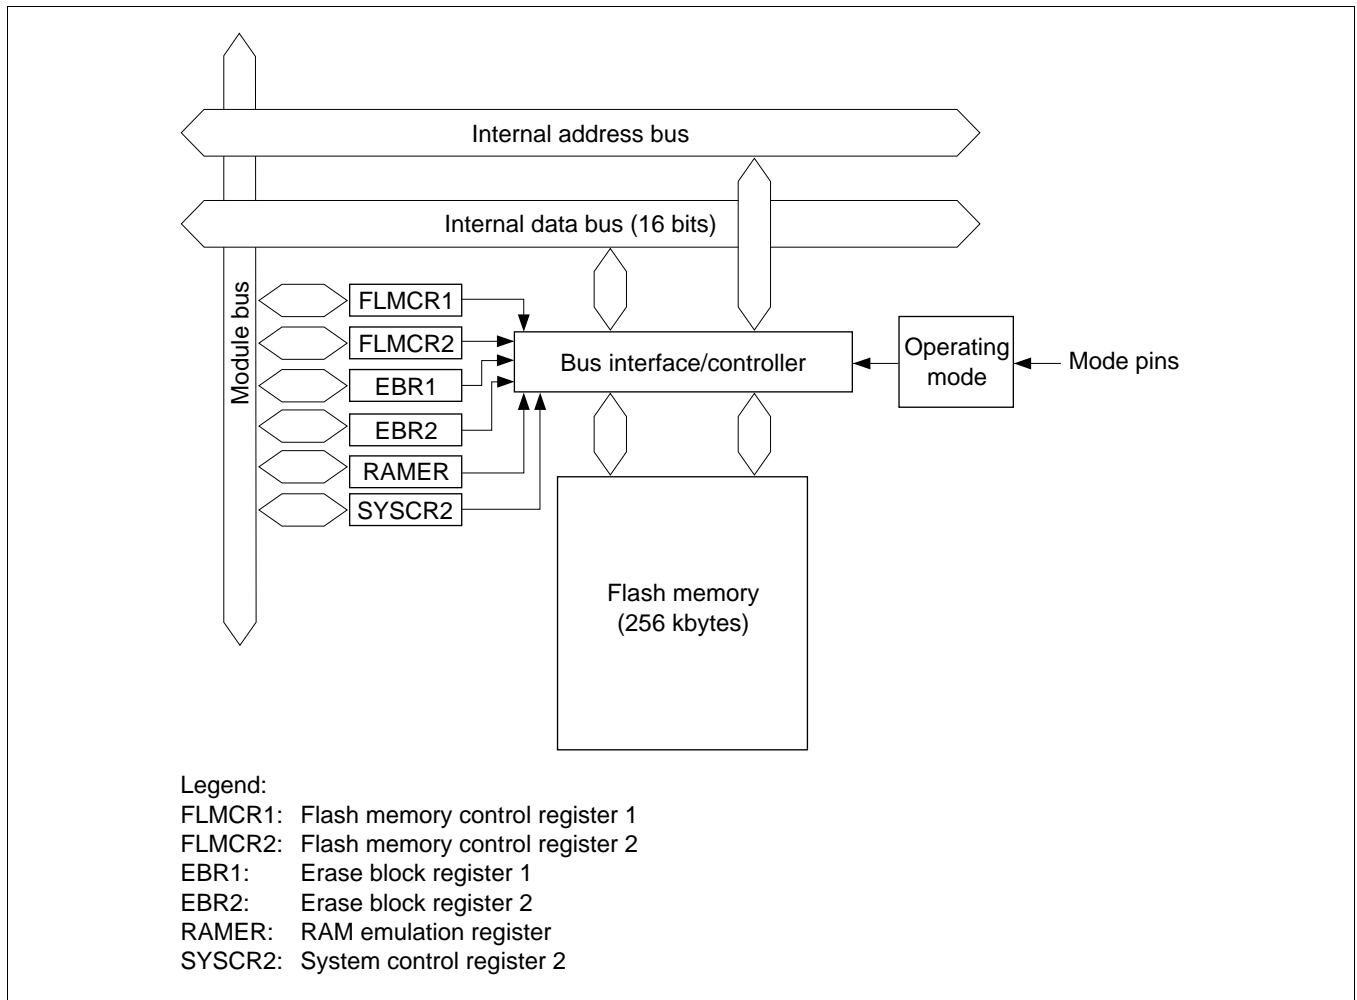 Internal address bus
Internal data bus (16 bits)
Module bus
FLMCR1
FLMCR2
EBR1
EBR2
RAMER
SYSCR2
Bus interface/controller
Operating
mode
Mode pins
Flash memory
(256 kbytes)
Legend:
FLMCR1: Flash memory control register 1
FLMCR2: Flash memory control register 2
EBR1: Erase block register 1
EBR2: Erase block register 2
RAMER: RAM emulation register
SYSCR2: System control register 2